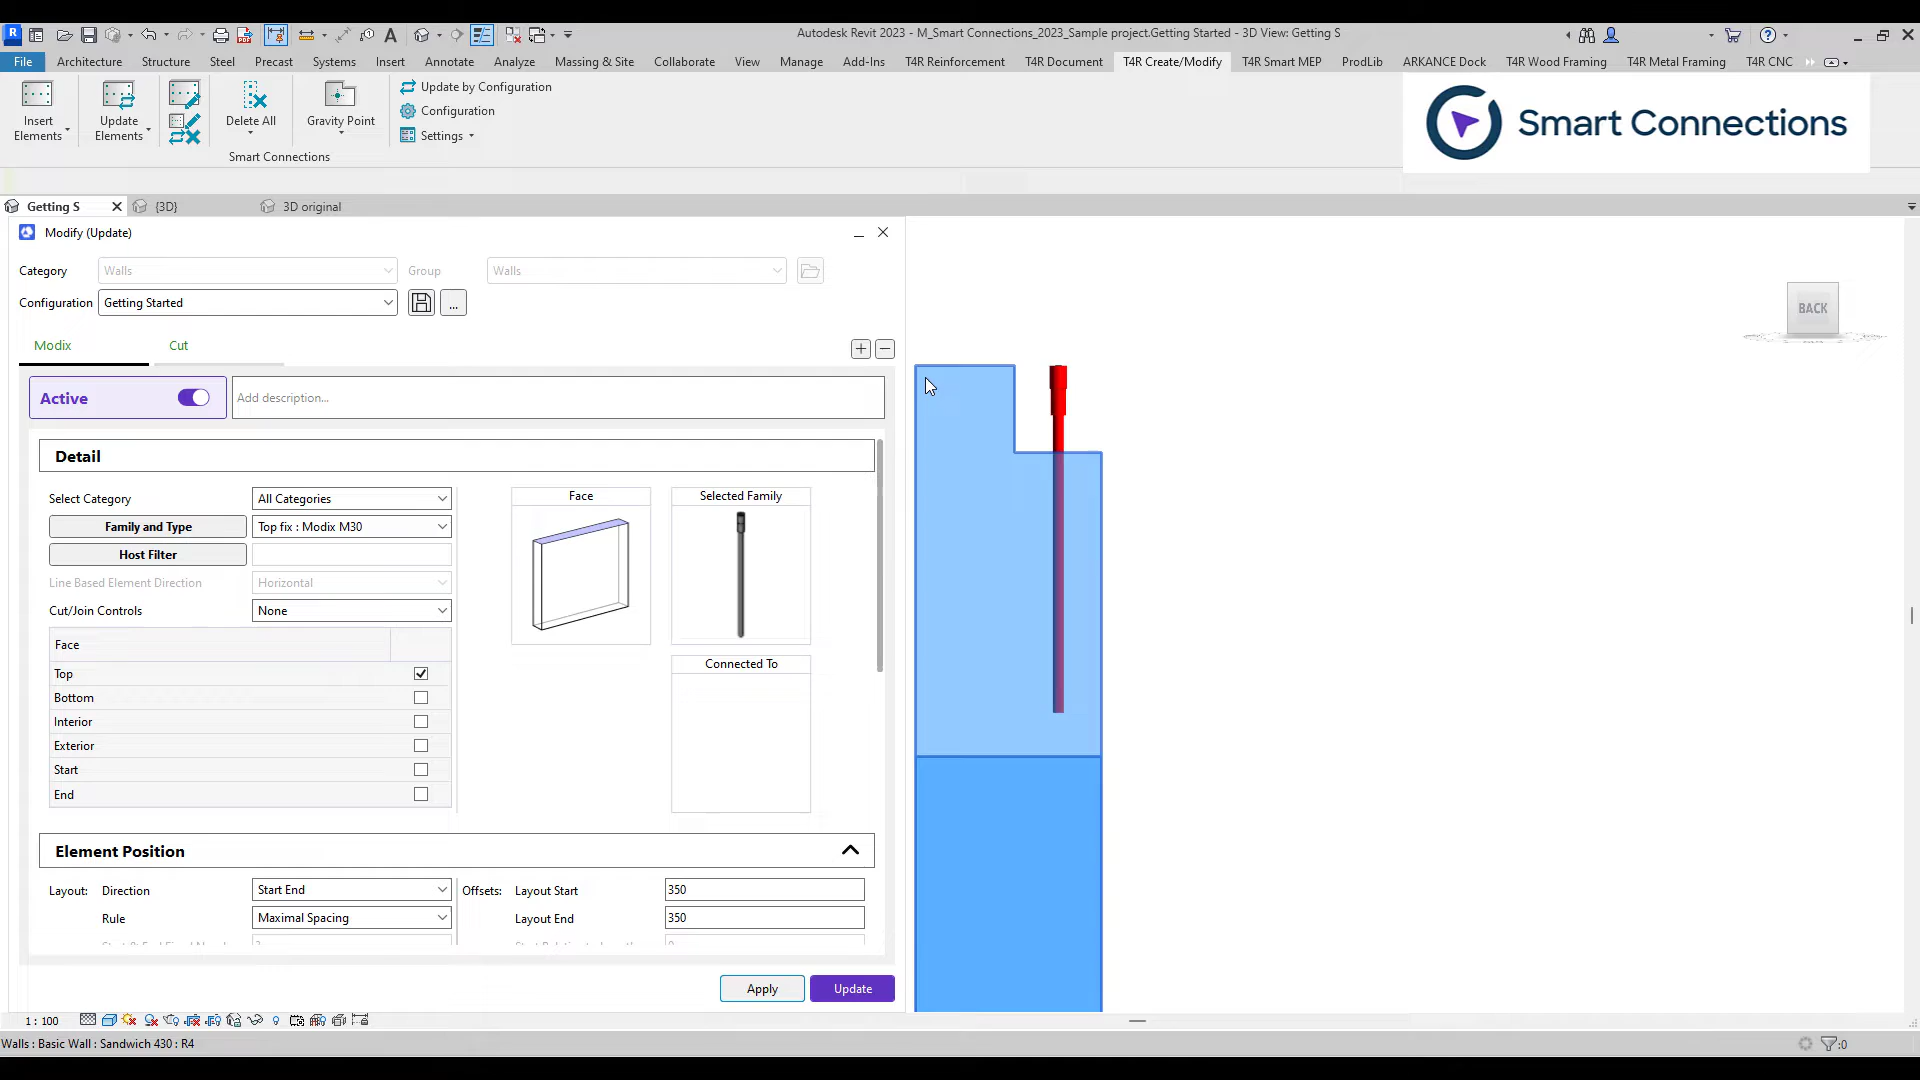 Autodesk Revit 2023 - M_Smart Connections_2023_Sample project.Getting Started - 3D View: Getting S
File Architecture Structure Steel Precast Systems Insert Annotate Analyze Massing & Site Collaborate View Manage Add-Ins T4R Reinforcement T4R Document T4R Create/Modify T4R Smart MEP ProdLib ARKANCE Dock T4R Wood Framing T4R Metal Framing T4R CNC
Insert Elements
Update Elements
Delete All
Gravity Point
Update by Configuration
Configuration
Settings
Smart Connections
Smart Connections
Getting S {3D} 3D original
Modify (Update)
Category Walls Group Walls
Configuration Getting Started ...
Modix Cut
Active Add description...
Detail
Select Category All Categories
Family and Type Top fix : Modix M30
Host Filter
Line Based Element Direction Horizontal
Cut/Join Controls None
Face
Top
Bottom
Interior
Exterior
Start
End
Face
Selected Family
Connected To
Element Position
Layout: Direction Start End Offsets: Layout Start 350
Rule Maximal Spacing Layout End 350
Apply Update
BACK
1 : 100
Walls : Basic Wall : Sandwich 430 : R4
:0